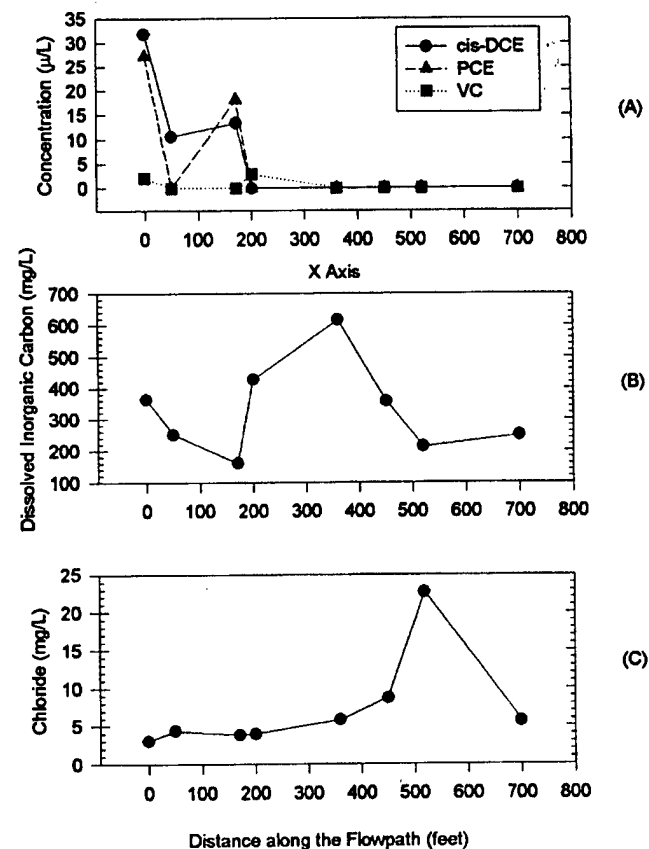 35
30
25
20
15
10
5
0
Concentration (μ/L)
cis-DCE
PCE
VC
(A)
0 100 200 300 400 500 600 700 800
X Axis
700
600
500
400
300
200
100
Dissolved Inorganic Carbon (mg/L)
(B)
0 100 200 300 400 500 600 700 800
25
20
15
10
5
0
Chloride (mg/L)
(C)
0 100 200 300 400 500 600 700 800
Distance along the Flowpath (feet)